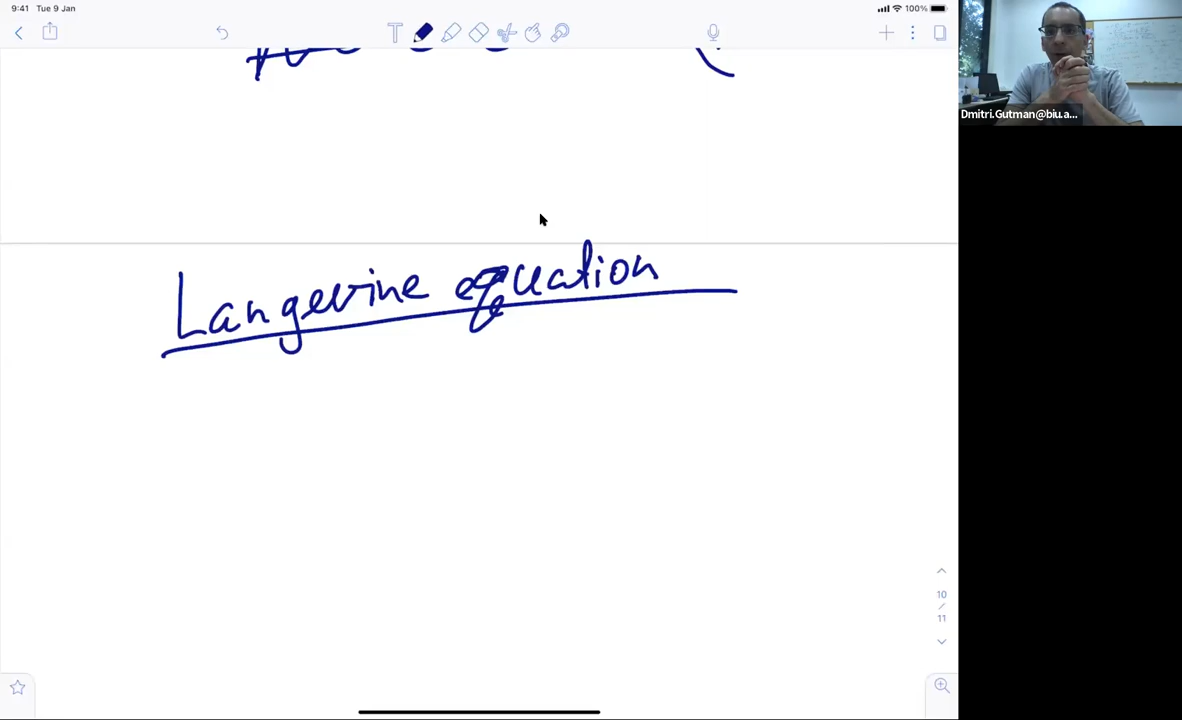 9:41 Tue 9 Jan
100%
T
Dmitri.Gutman@biu.a...
Langevine equation
10
/
11